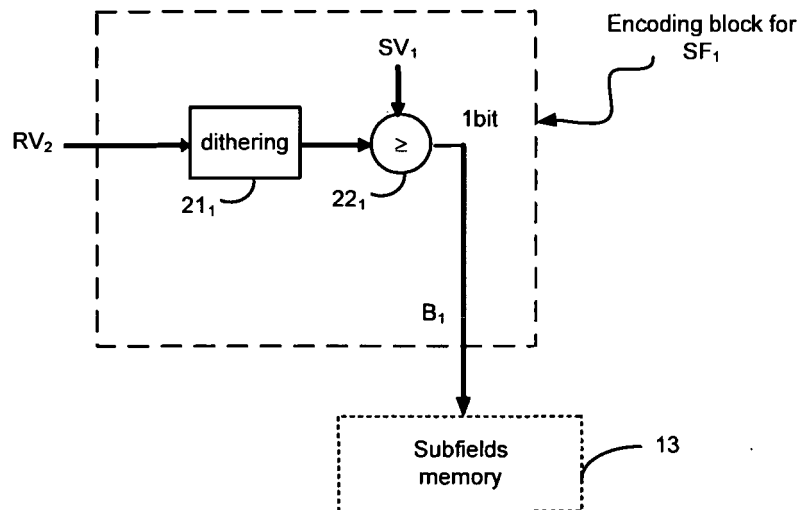 Encoding block for
SF1
SV1
1bit
RV2
dithering
≥
211
221
B1
Subfields
memory
13